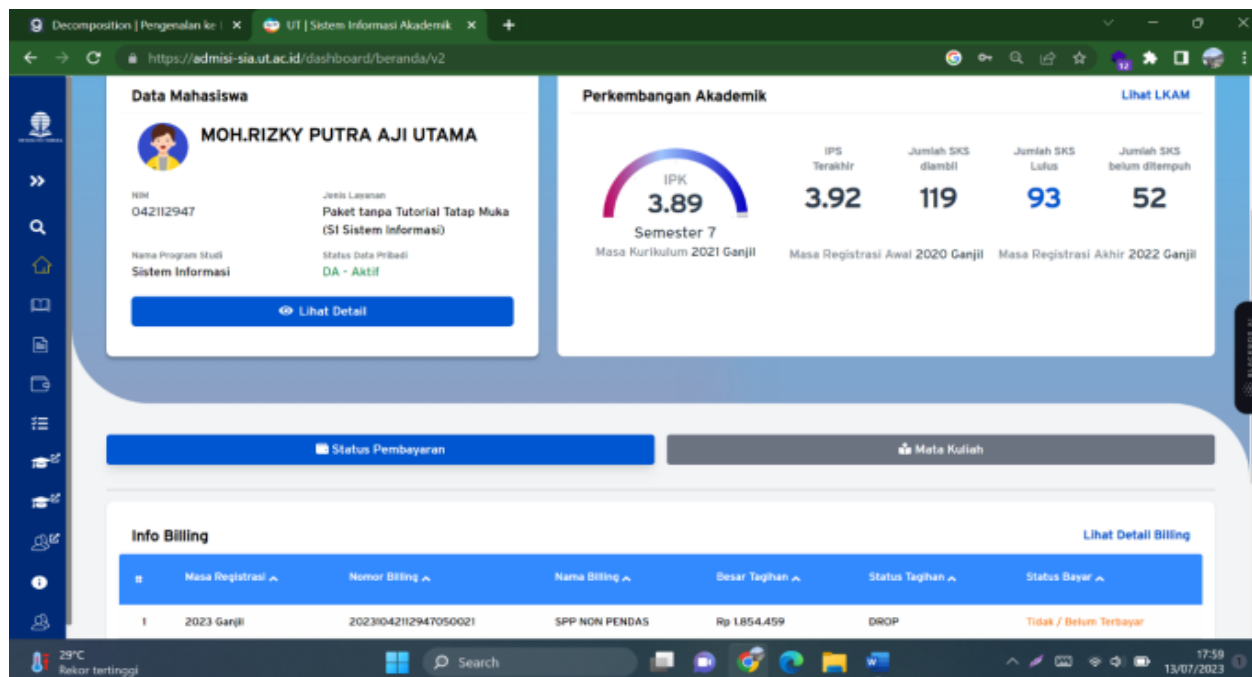 Decomposition | Pengenalan ke
UT | Sistem Informasi Akademik
https://admisi-sia.ut.ac.id/dashboard/beranda/v2
12
Data Mahasiswa
MOH.RIZKY PUTRA AJI UTAMA
NIM
042112947
Jenis Layanan
Paket tanpa Tutorial Tatap Muka
(S1 Sistem Informasi)
Nama Program Studi
Sistem Informasi
Status Data Pribadi
DA - Aktif
Lihat Detail
Perkembangan Akademik
Lihat LKAM
IPK
3.89
Semester 7
Masa Kurikulum 2021 Ganjil
IPS
Terakhir
3.92
Jumlah SKS
diambil
119
Jumlah SKS
Lulus
93
Jumlah SKS
belum ditempuh
52
Masa Registrasi Awal 2020 Ganjil
Masa Registrasi Akhir 2022 Ganjil
Status Pembayaran
Mata Kuliah
Info Billing
Lihat Detail Billing
# Masa Registrasi Nomor Billing Nama Billing Besar Tagihan Status Tagihan Status Bayar
1 2023 Ganjil 20231042112947050021 SPP NON PENDAS Rp 1.854.459 DROP Tidak / Belum Terbayar
29°C
Rekor tertinggi
Search
17:59
13/07/2023